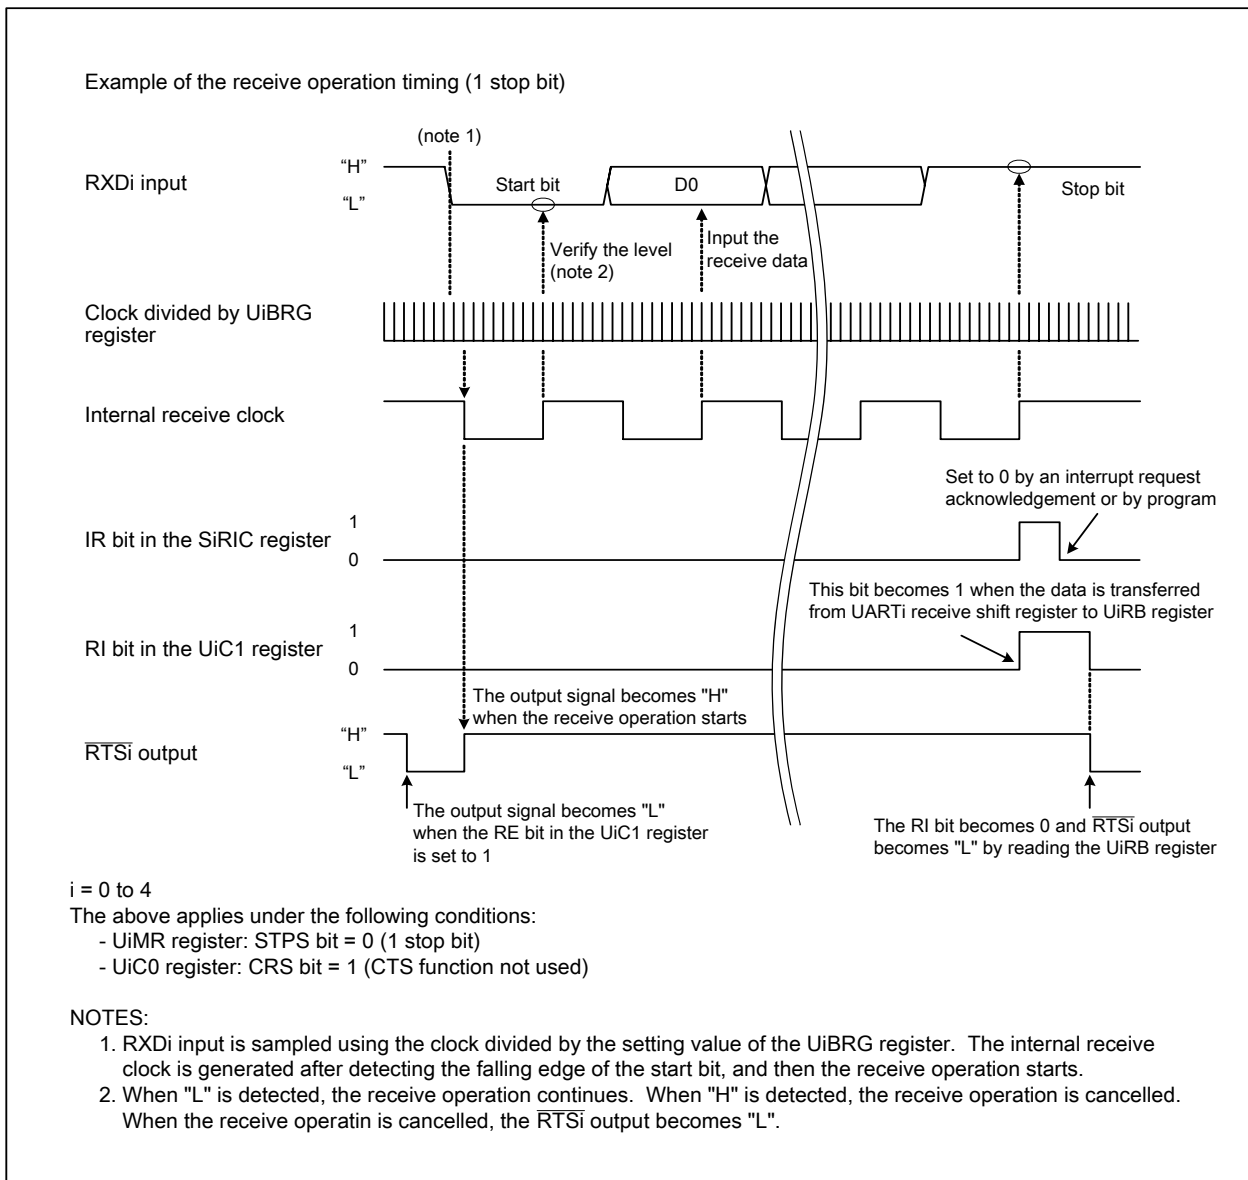 Example of the receive operation timing (1 stop bit)
(note 1)
RXDi input
“H”
“L”
Start bit
D0
Stop bit
Verify the level
(note 2)
Input the
receive data
Clock divided by UiBRG
register
Internal receive clock
Set to 0 by an interrupt request
acknowledgement or by program
IR bit in the SiRIC register
1
0
This bit becomes 1 when the data is transferred
from UARTi receive shift register to UiRB register
RI bit in the UiC1 register
1
0
The output signal becomes "H"
when the receive operation starts
RTSi output
“H”
“L”
The output signal becomes "L"
when the RE bit in the UiC1 register
is set to 1
The RI bit becomes 0 and RTSi output
becomes "L" by reading the UiRB register
i = 0 to 4
The above applies under the following conditions:
- UiMR register: STPS bit = 0 (1 stop bit)
- UiC0 register: CRS bit = 1 (CTS function not used)
NOTES:
1. RXDi input is sampled using the clock divided by the setting value of the UiBRG register. The internal receive
clock is generated after detecting the falling edge of the start bit, and then the receive operation starts.
2. When "L" is detected, the receive operation continues. When "H" is detected, the receive operation is cancelled.
When the receive operatin is cancelled, the RTSi output becomes "L".